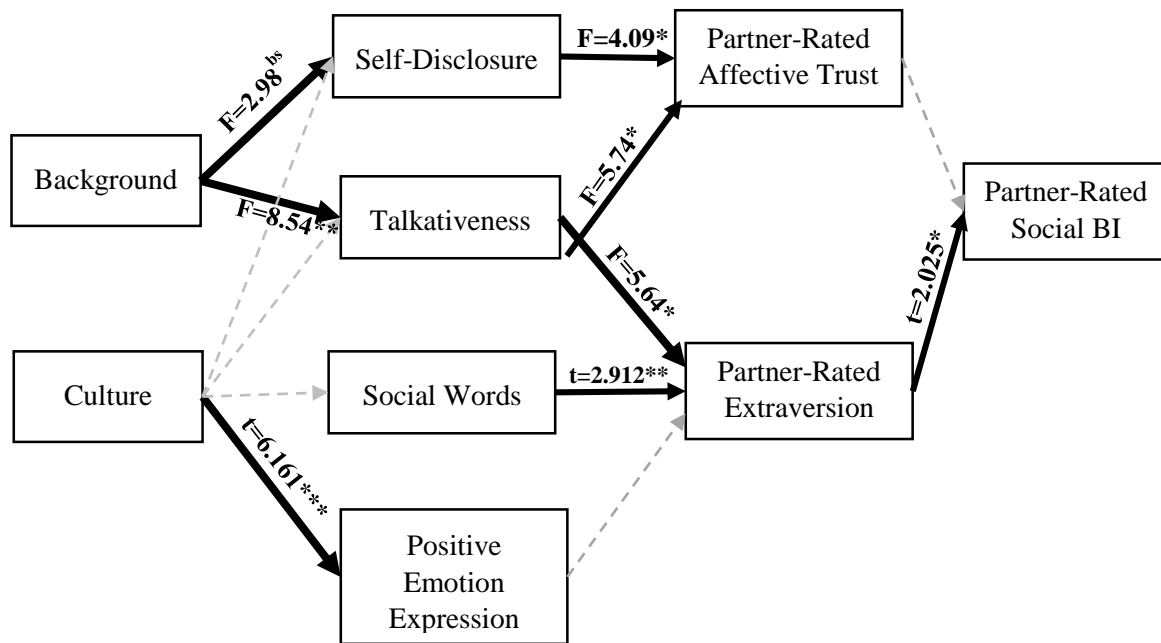 Self-Disclosure
F=4.09*
Partner-Rated
Affective Trust
F=2.98bs
Background
F=8.54**
Talkativeness
F=5.74*
Partner-Rated
Social BI
F=5.64*
t=2.025*
Culture
Social Words
t=2.912**
Partner-Rated
Extraversion
t=6.161***
Positive
Emotion
Expression